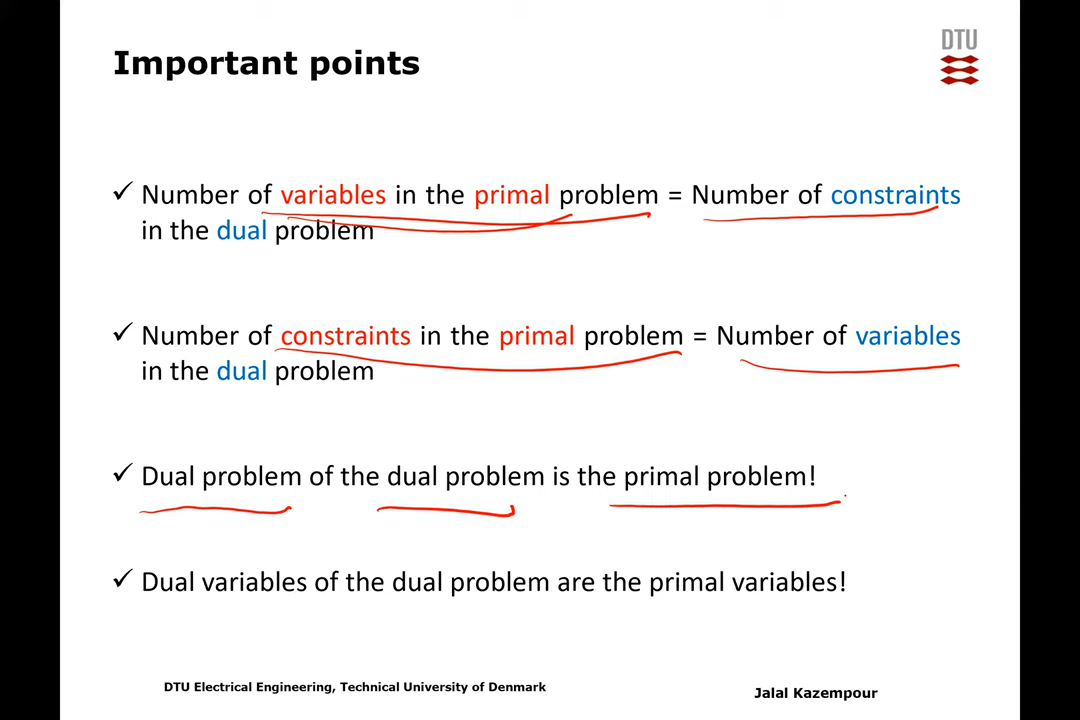 Important points
DTU
✓ Number of variables in the primal problem = Number of constraints
in the dual problem
✓ Number of constraints in the primal problem = Number of variables
in the dual problem
✓ Dual problem of the dual problem is the primal problem!
✓ Dual variables of the dual problem are the primal variables!
DTU Electrical Engineering, Technical University of Denmark
Jalal Kazempour